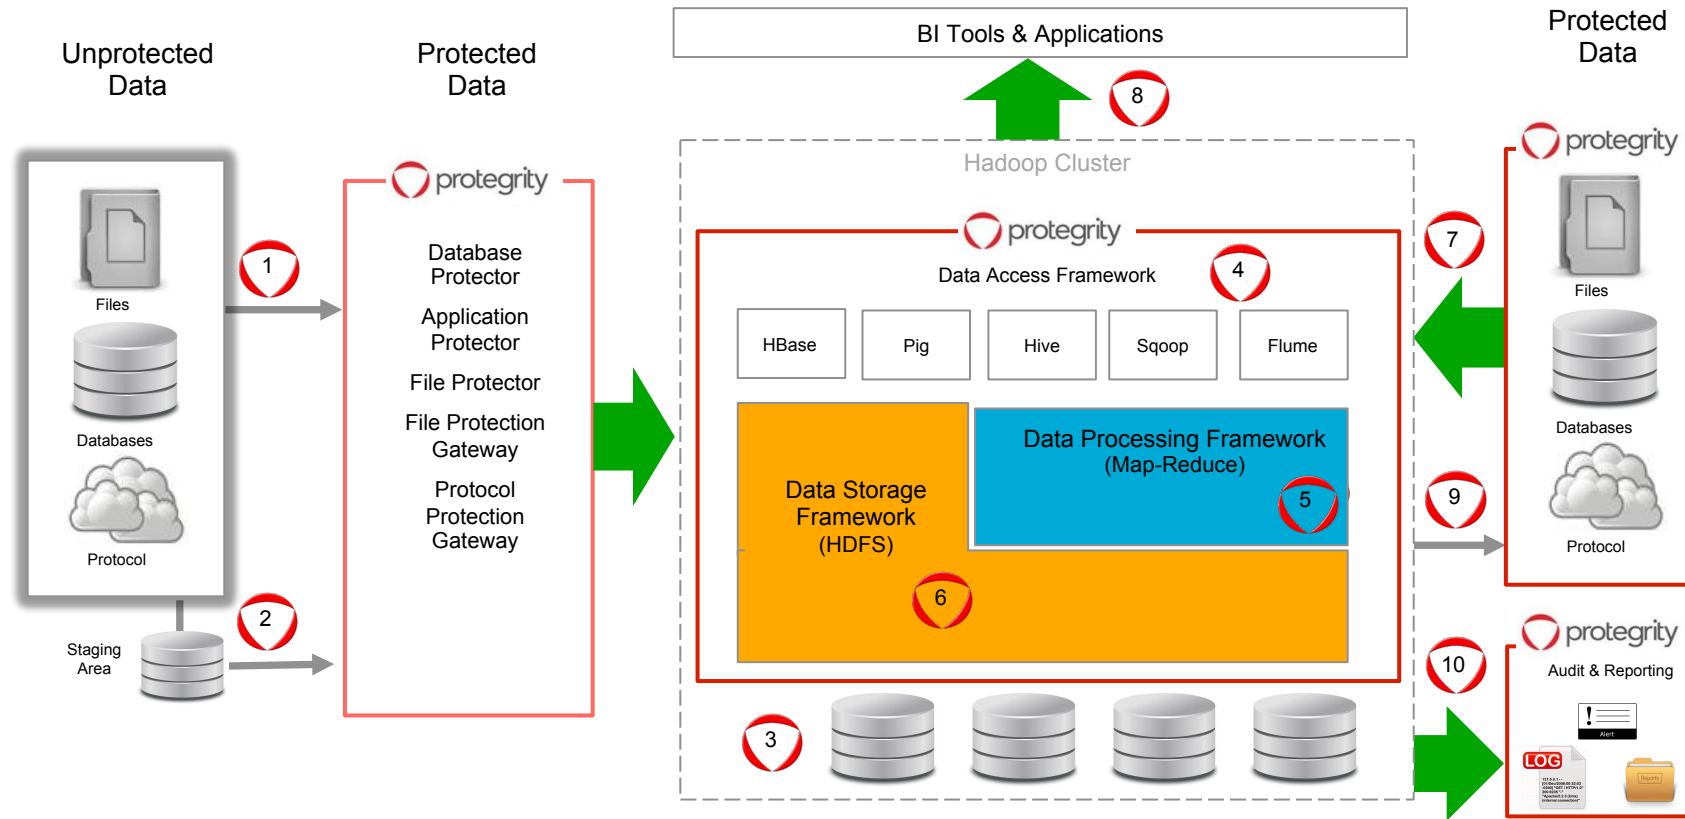 Unprotected
Data
Files
Databases
Protocol
Staging
Area
1
2
Protected
Data
protegrity
Database
Protector
Application
Protector
File Protector
File Protection
Gateway
Protocol
Protection
Gateway
BI Tools & Applications
8
Hadoop Cluster
protegrity
Data Access Framework
4
HBase
Pig
Hive
Sqoop
Flume
Data Processing Framework
(Map-Reduce)
5
Data Storage
Framework
(HDFS)
6
3
7
9
10
Protected
Data
protegrity
Files
Databases
Protocol
protegrity
Audit & Reporting
Alert
LOG
Reports